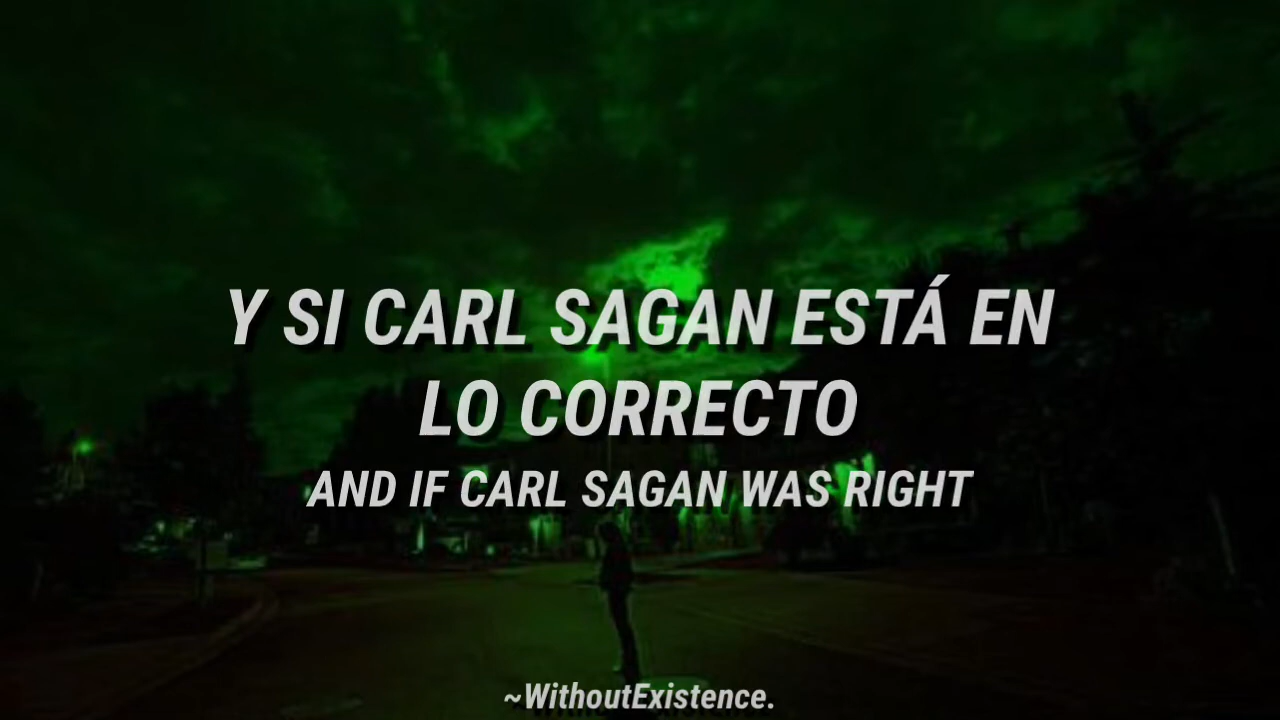 Y SI CARL SAGAN ESTÁ EN
LO CORRECTO
AND IF CARL SAGAN WAS RIGHT
~WithoutExistence.